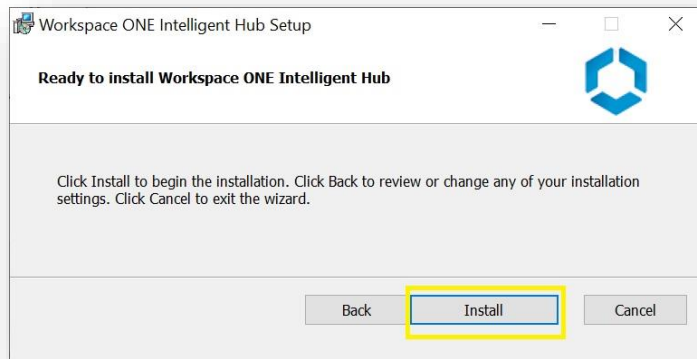 Workspace ONE Intelligent Hub Setup
Ready to install Workspace ONE Intelligent Hub
Click Install to begin the installation. Click Back to review or change any of your installation
settings. Click Cancel to exit the wizard.
Back Install Cancel